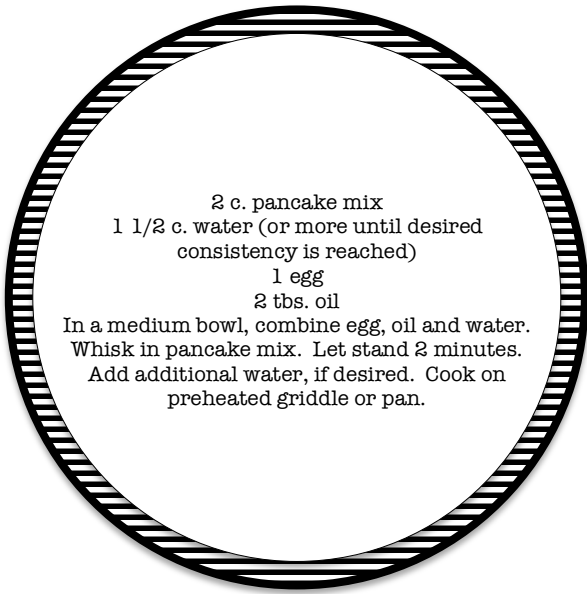 2 c. pancake mix
1 1/2 c. water (or more until desired
consistency is reached)
1 egg
2 tbs. oil
In a medium bowl, combine egg, oil and water.
Whisk in pancake mix.  Let stand 2 minutes.
Add additional water, if desired.  Cook on
preheated griddle or pan.